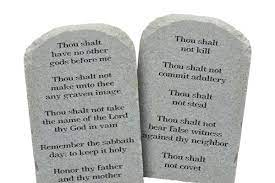 Thou shalt
have no other
gods before me
Thou shalt not
make unto thee
any graven image
Thou shalt not take
the name of the Lord
thy God in vain
Remember the sabbath
day, to keep it holy
Honor thy father
and thy mother
Thou shalt
not kill
Thou shalt not
commit adultery
Thou shalt
not steal
Thou shalt not
bear false witness
against thy neighbor
Thou shalt
not covet